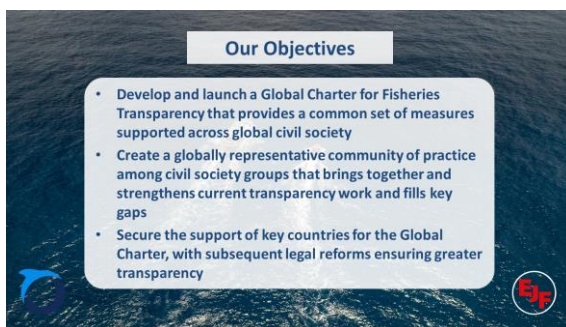 Our Objectives
• Develop and launch a Global Charter for Fisheries
Transparency that provides a common set of measures
supported across global civil society
• Create a globally representative community of practice
among civil society groups that brings together and
strengthens current transparency work and fills key
gaps
• Secure the support of key countries for the Global
Charter, with subsequent legal reforms ensuring greater
transparency
EJF